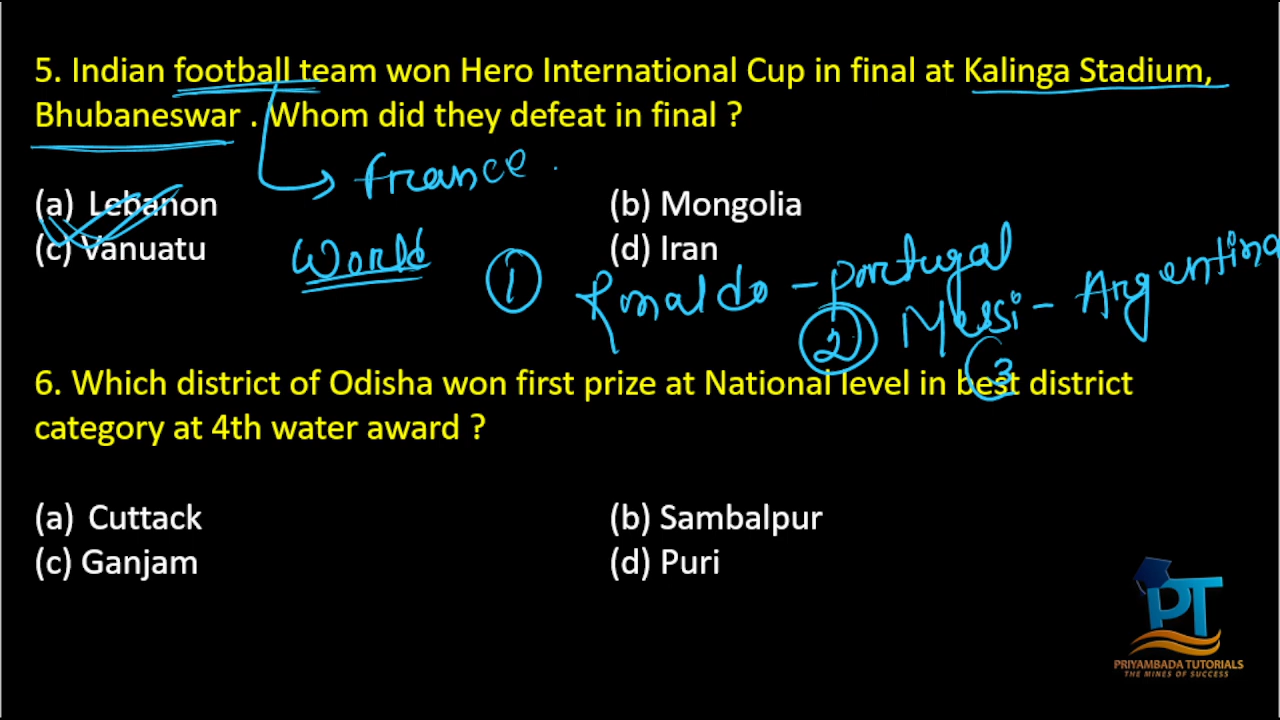 5. Indian football team won Hero International Cup in final at Kalinga Stadium,
Bhubaneswar . Whom did they defeat in final ?
france .
(a) Lebanon
(b) Mongolia
(c) Vanuatu
(d) Iran
World
1 Ronaldo - portugal
2 Messi - Argentina
3
6. Which district of Odisha won first prize at National level in best district
category at 4th water award ?
(a) Cuttack
(b) Sambalpur
(c) Ganjam
(d) Puri
PT
PRIYAMBADA TUTORIALS
THE MINES OF SUCCESS